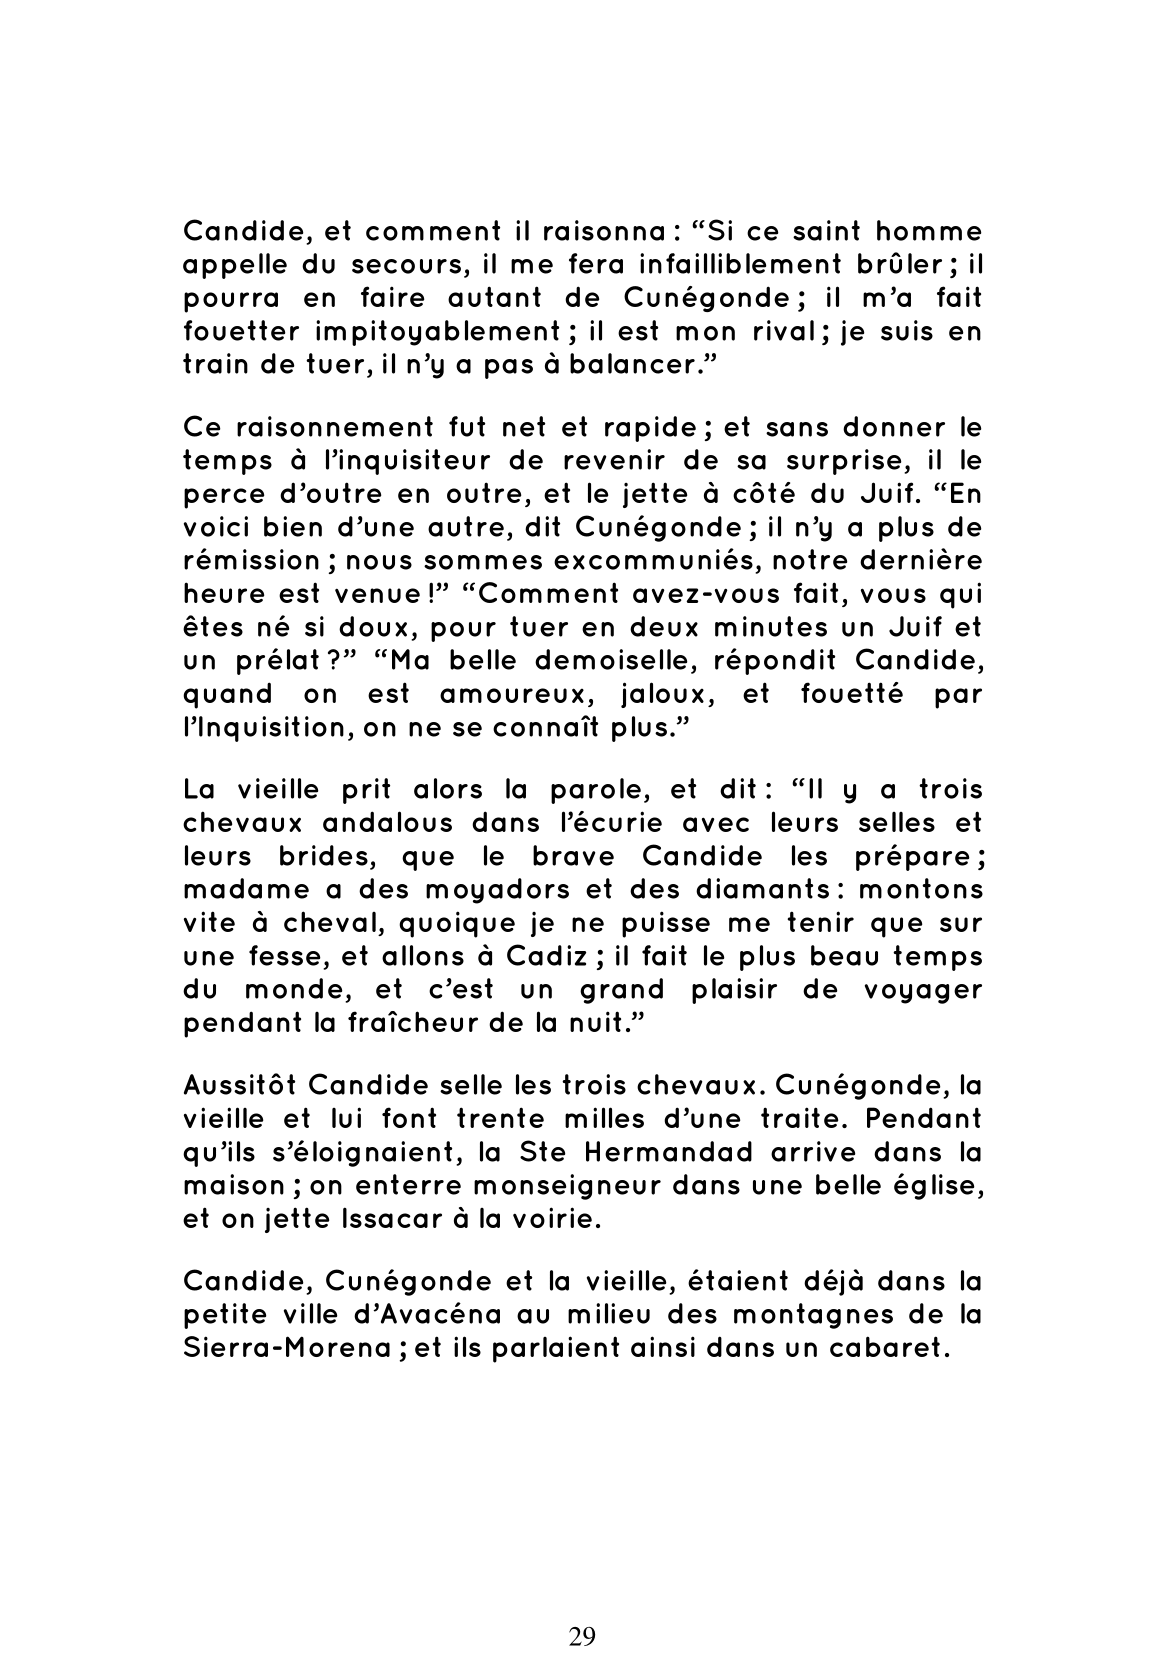 Candide, et comment il raisonna : “Si ce saint homme
appelle du secours, il me fera infailliblement brûler ; il
pourra en faire autant de Cunégonde ; il m’a fait
fouetter impitoyablement ; il est mon rival ; je suis en
train de tuer, il n’y a pas à balancer.”
Ce raisonnement fut net et rapide ; et sans donner le
temps à l’inquisiteur de revenir de sa surprise, il le
perce d’outre en outre, et le jette à côté du Juif. “En
voici bien d’une autre, dit Cunégonde ; il n’y a plus de
rémission ; nous sommes excommuniés, notre dernière
heure est venue !” “Comment avez-vous fait, vous qui
êtes né si doux, pour tuer en deux minutes un Juif et
un prélat ?” “Ma belle demoiselle, répondit Candide,
quand on est amoureux, jaloux, et fouetté par
l’Inquisition, on ne se connaît plus.”
La vieille prit alors la parole, et dit : “Il y a trois
chevaux andalous dans l’écurie avec leurs selles et
leurs brides, que le brave Candide les prépare ;
madame a des moyadors et des diamants : montons
vite à cheval, quoique je ne puisse me tenir que sur
une fesse, et allons à Cadiz ; il fait le plus beau temps
du monde, et c’est un grand plaisir de voyager
pendant la fraîcheur de la nuit.”
Aussitôt Candide selle les trois chevaux. Cunégonde, la
vieille et lui font trente milles d’une traite. Pendant
qu’ils s’éloignaient, la Ste Hermandad arrive dans la
maison ; on enterre monseigneur dans une belle église,
et on jette Issacar à la voirie.
Candide, Cunégonde et la vieille, étaient déjà dans la
petite ville d’Avacéna au milieu des montagnes de la
Sierra-Morena ; et ils parlaient ainsi dans un cabaret.
29